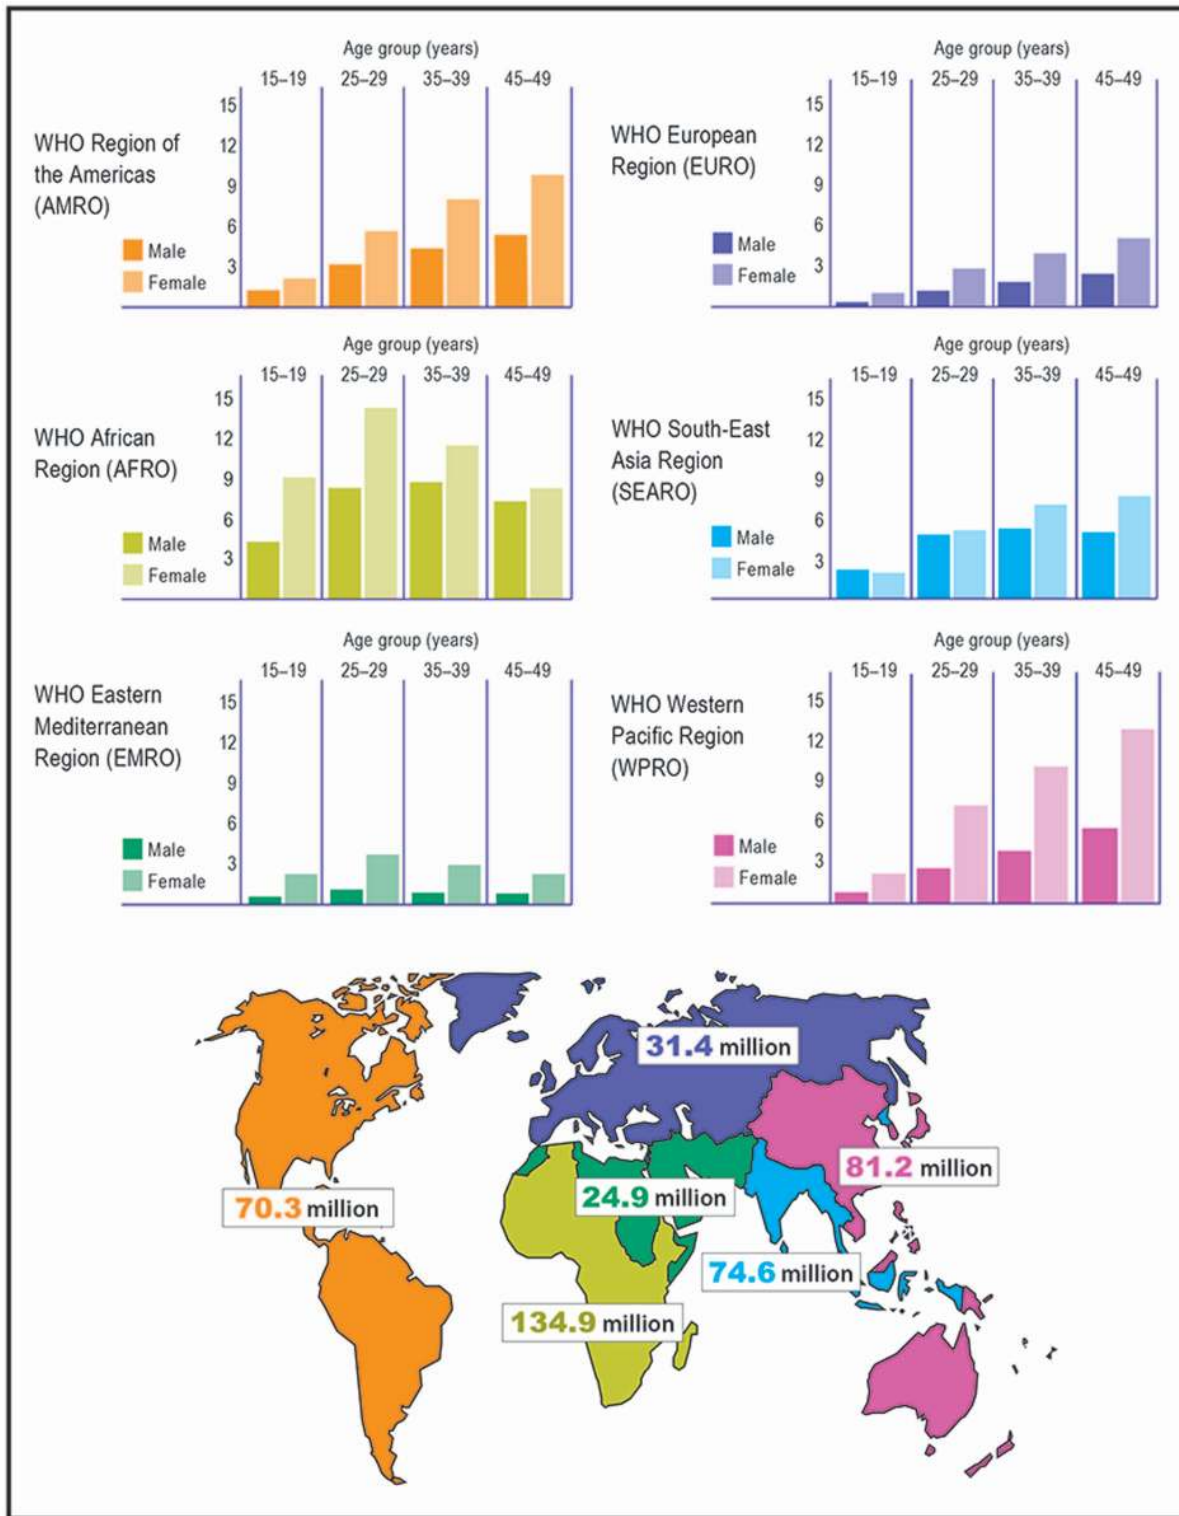 Age group (years)
15–19 25–29 35–39 45–49
15
12
9
6
3
WHO Region of
the Americas
(AMRO)
Male
Female
Age group (years)
15–19 25–29 35–39 45–49
15
12
9
6
3
WHO European
Region (EURO)
Male
Female
Age group (years)
15–19 25–29 35–39 45–49
15
12
9
6
3
WHO African
Region (AFRO)
Male
Female
Age group (years)
15–19 25–29 35–39 45–49
15
12
9
6
3
WHO South-East
Asia Region
(SEARO)
Male
Female
Age group (years)
15–19 25–29 35–39 45–49
15
12
9
6
3
WHO Eastern
Mediterranean
Region (EMRO)
Male
Female
Age group (years)
15–19 25–29 35–39 45–49
15
12
9
6
3
WHO Western
Pacific Region
(WPRO)
Male
Female
31.4 million
81.2 million
70.3 million
24.9 million
74.6 million
134.9 million